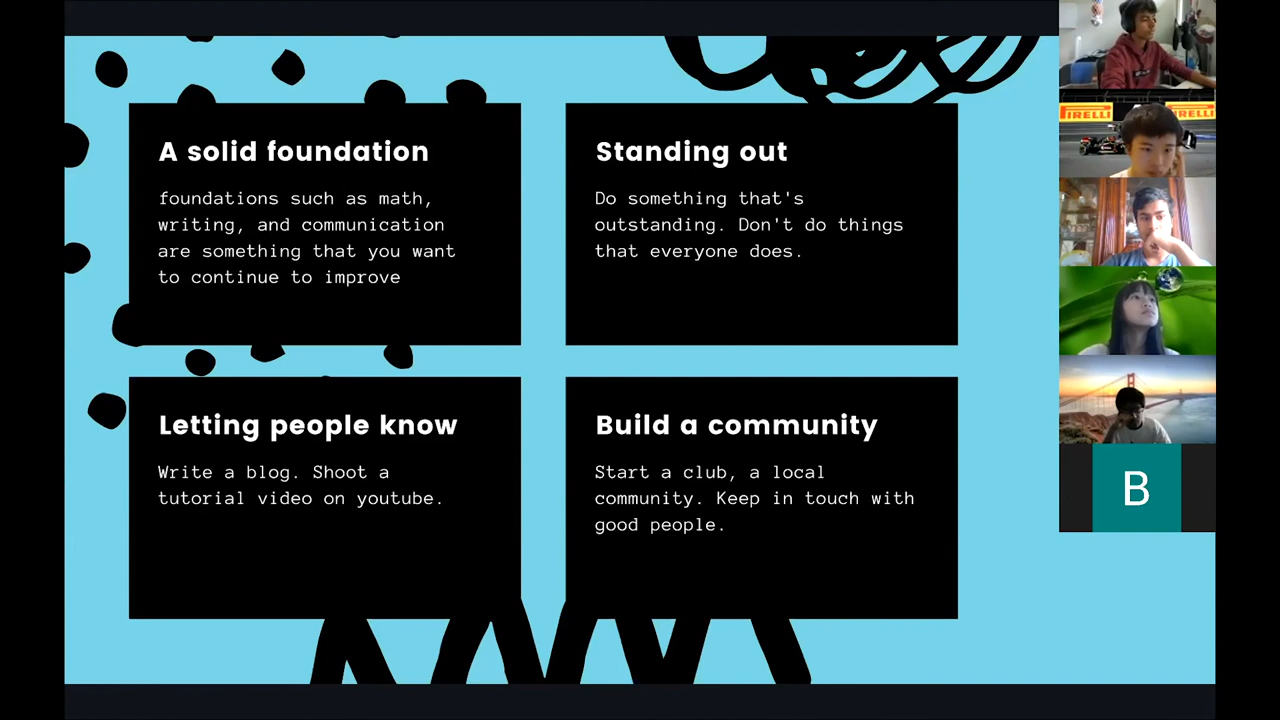 A solid foundation
foundations such as math,
writing, and communication
are something that you want
to continue to improve
Standing out
Do something that's
outstanding. Don't do things
that everyone does.
Letting people know
Write a blog. Shoot a
tutorial video on youtube.
Build a community
Start a club, a local
community. Keep in touch with
good people.
PIRELLI
PIRELLI
B